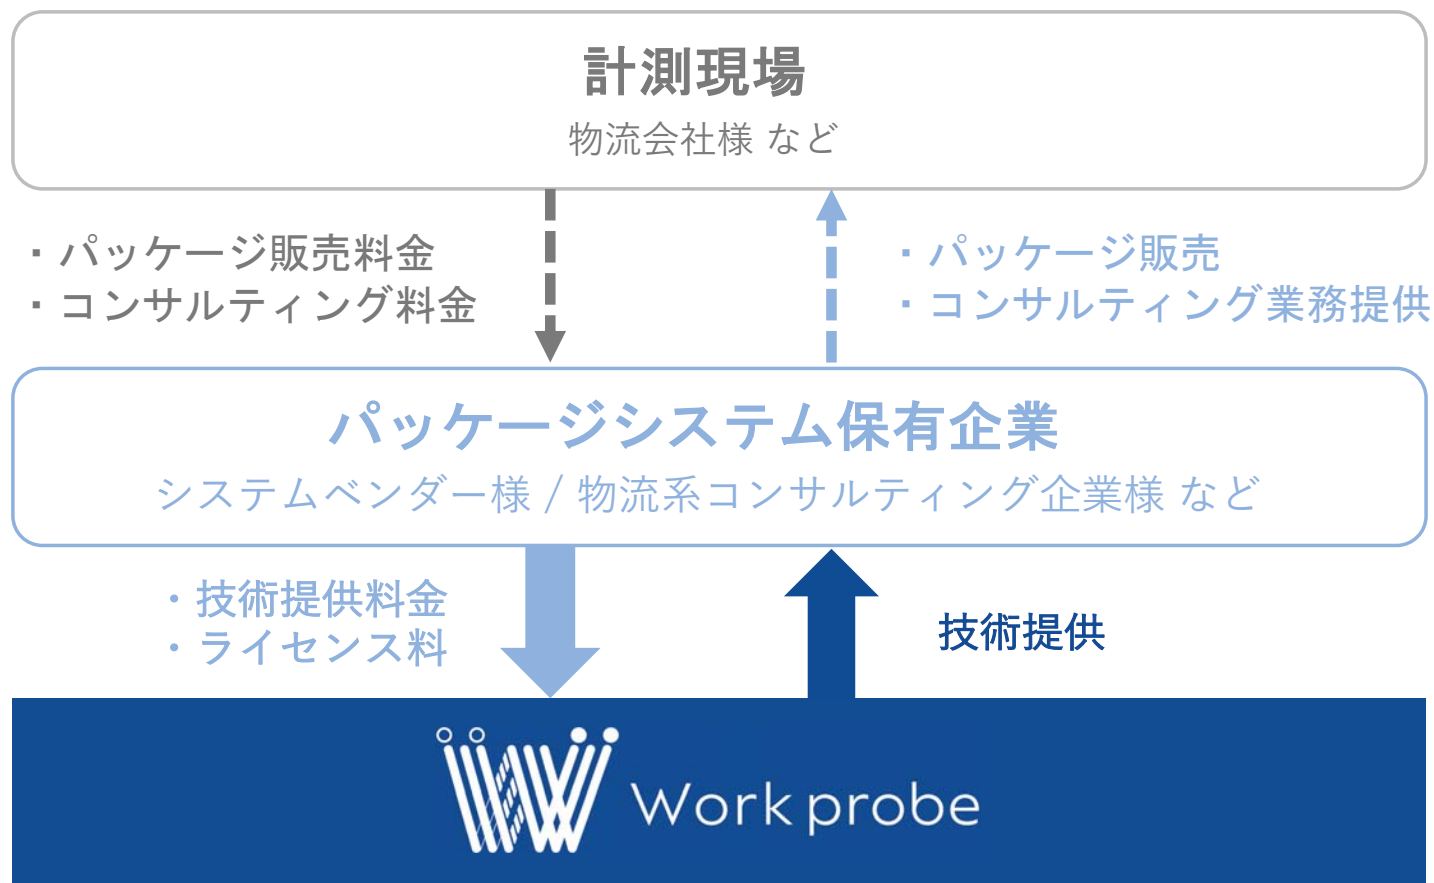 計測現場
物流会社様 など
・パッケージ販売料金
・コンサルティング料金
・パッケージ販売
・コンサルティング業務提供
パッケージシステム保有企業
システムベンダー様 / 物流系コンサルティング企業様 など
・技術提供料金
・ライセンス料
技術提供
Work probe